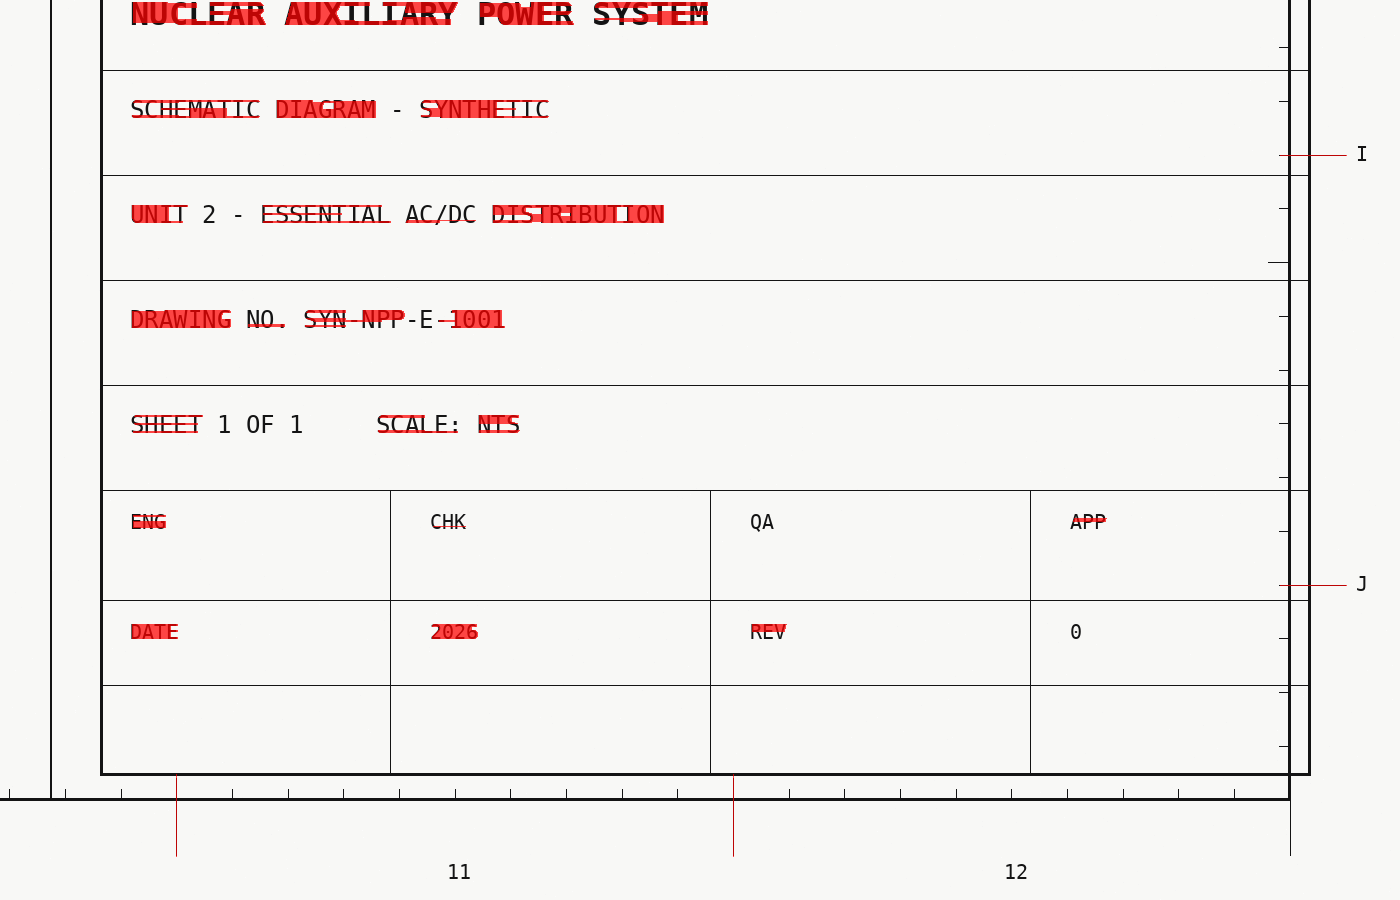 NUCLEAR AUXILIARY POWER SYSTEM
SCHEMATIC DIAGRAM - SYNTHETIC
I
UNIT 2 - ESSENTIAL AC/DC DISTRIBUTION
DRAWING NO. SYN-NPP-E-1001
SHEET 1 OF 1 SCALE: NTS
ENG CHK QA APP
J
DATE 2026 REV 0
11 12